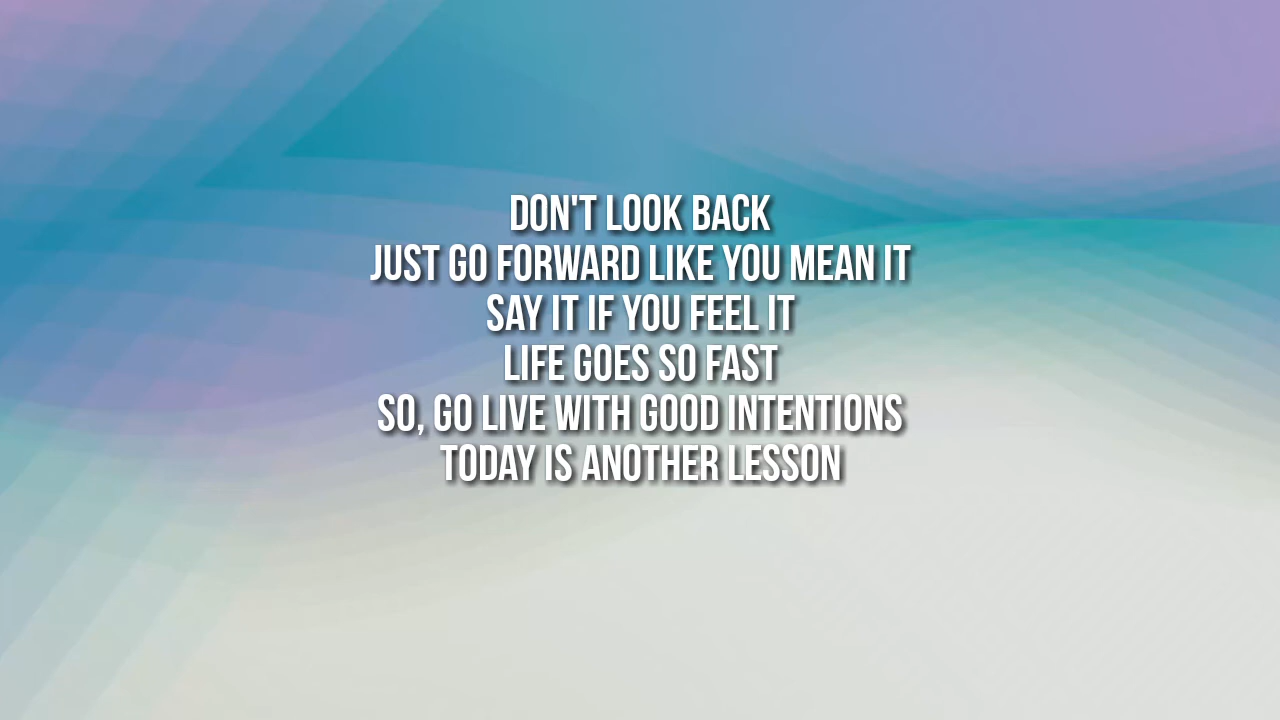 DON'T LOOK BACK
JUST GO FORWARD LIKE YOU MEAN IT
SAY IT IF YOU FEEL IT
LIFE GOES SO FAST
SO, GO LIVE WITH GOOD INTENTIONS
TODAY IS ANOTHER LESSON